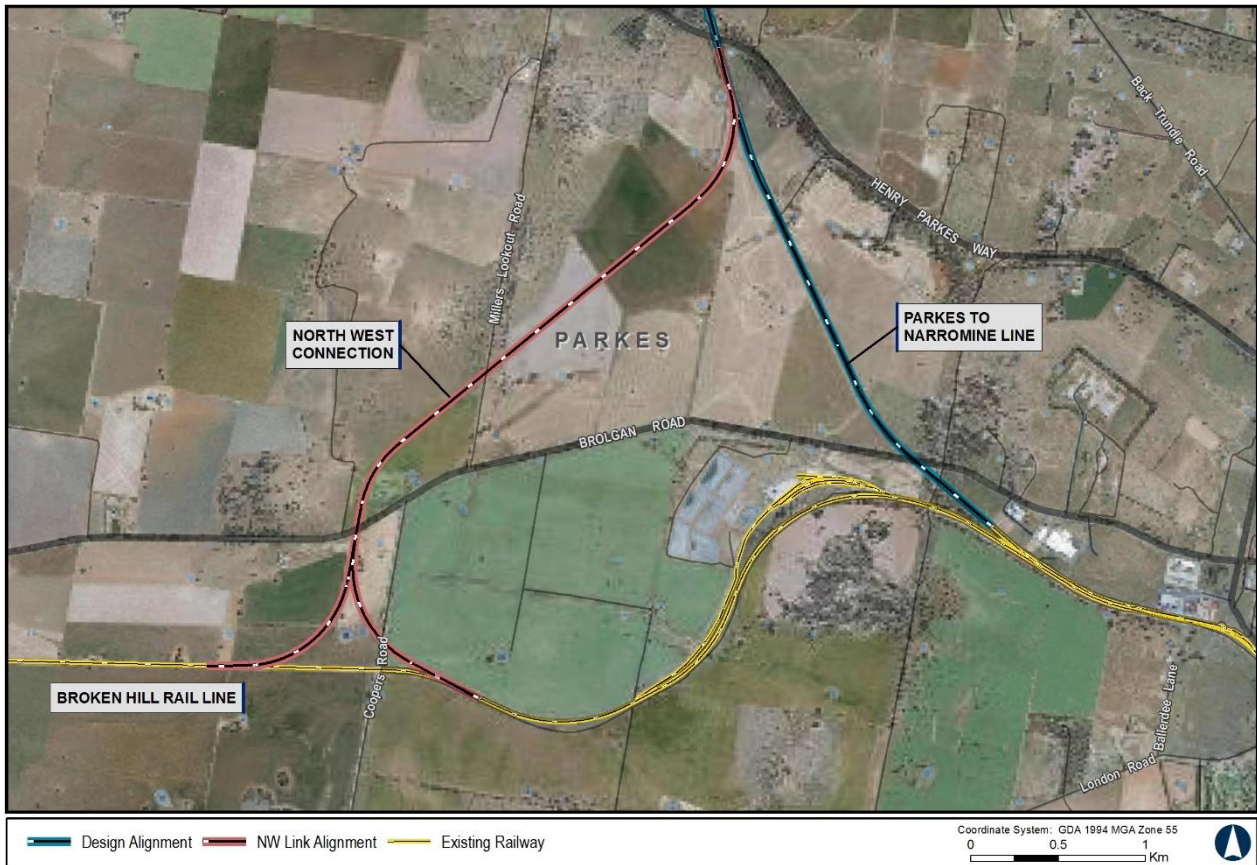 Back Trundle Road
HENRY PARKES WAY
Millers Lookout Road
NORTH WEST
CONNECTION
PARKES
PARKES TO
NARROMINE LINE
BROLGAN ROAD
BROKEN HILL RAIL LINE
Coopers Road
Ballerdee Lane
London Road
Design Alignment
NW Link Alignment
Existing Railway
Coordinate System: GDA 1994 MGA Zone 55
0 0.5 1
Km